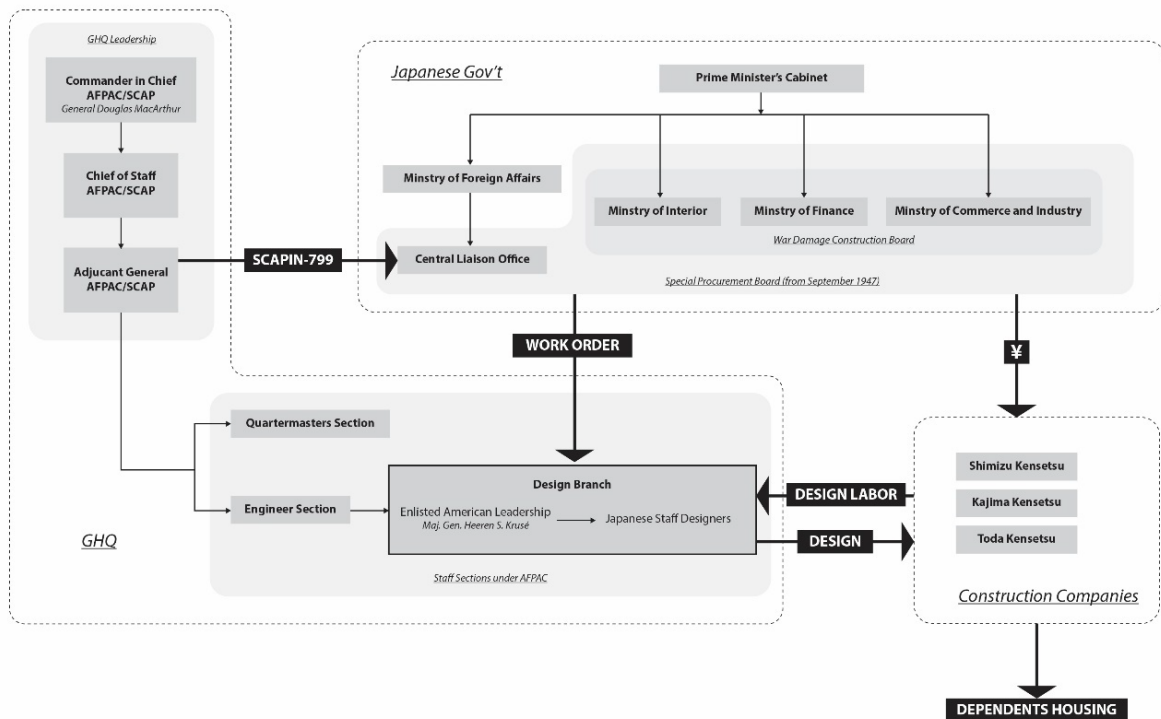 GHQ Leadership
Commander in Chief
AFPAC/SCAP
General Douglas MacArthur
Chief of Staff
AFPAC/SCAP
Adjucant General
AFPAC/SCAP
SCAPIN-799
Japanese Gov't
Prime Minister's Cabinet
Minstry of Foreign Affairs
Central Liaison Office
Minstry of Interior
Minstry of Finance
Minstry of Commerce and Industry
War Damage Construction Board
Special Procurement Board (from September 1947)
WORK ORDER
¥
Quartermasters Section
Engineer Section
Design Branch
Enlisted American Leadership
Maj. Gen. Heeren S. Krusé
Japanese Staff Designers
Staff Sections under AFPAC
GHQ
DESIGN LABOR
DESIGN
Shimizu Kensetsu
Kajima Kensetsu
Toda Kensetsu
Construction Companies
DEPENDENTS HOUSING